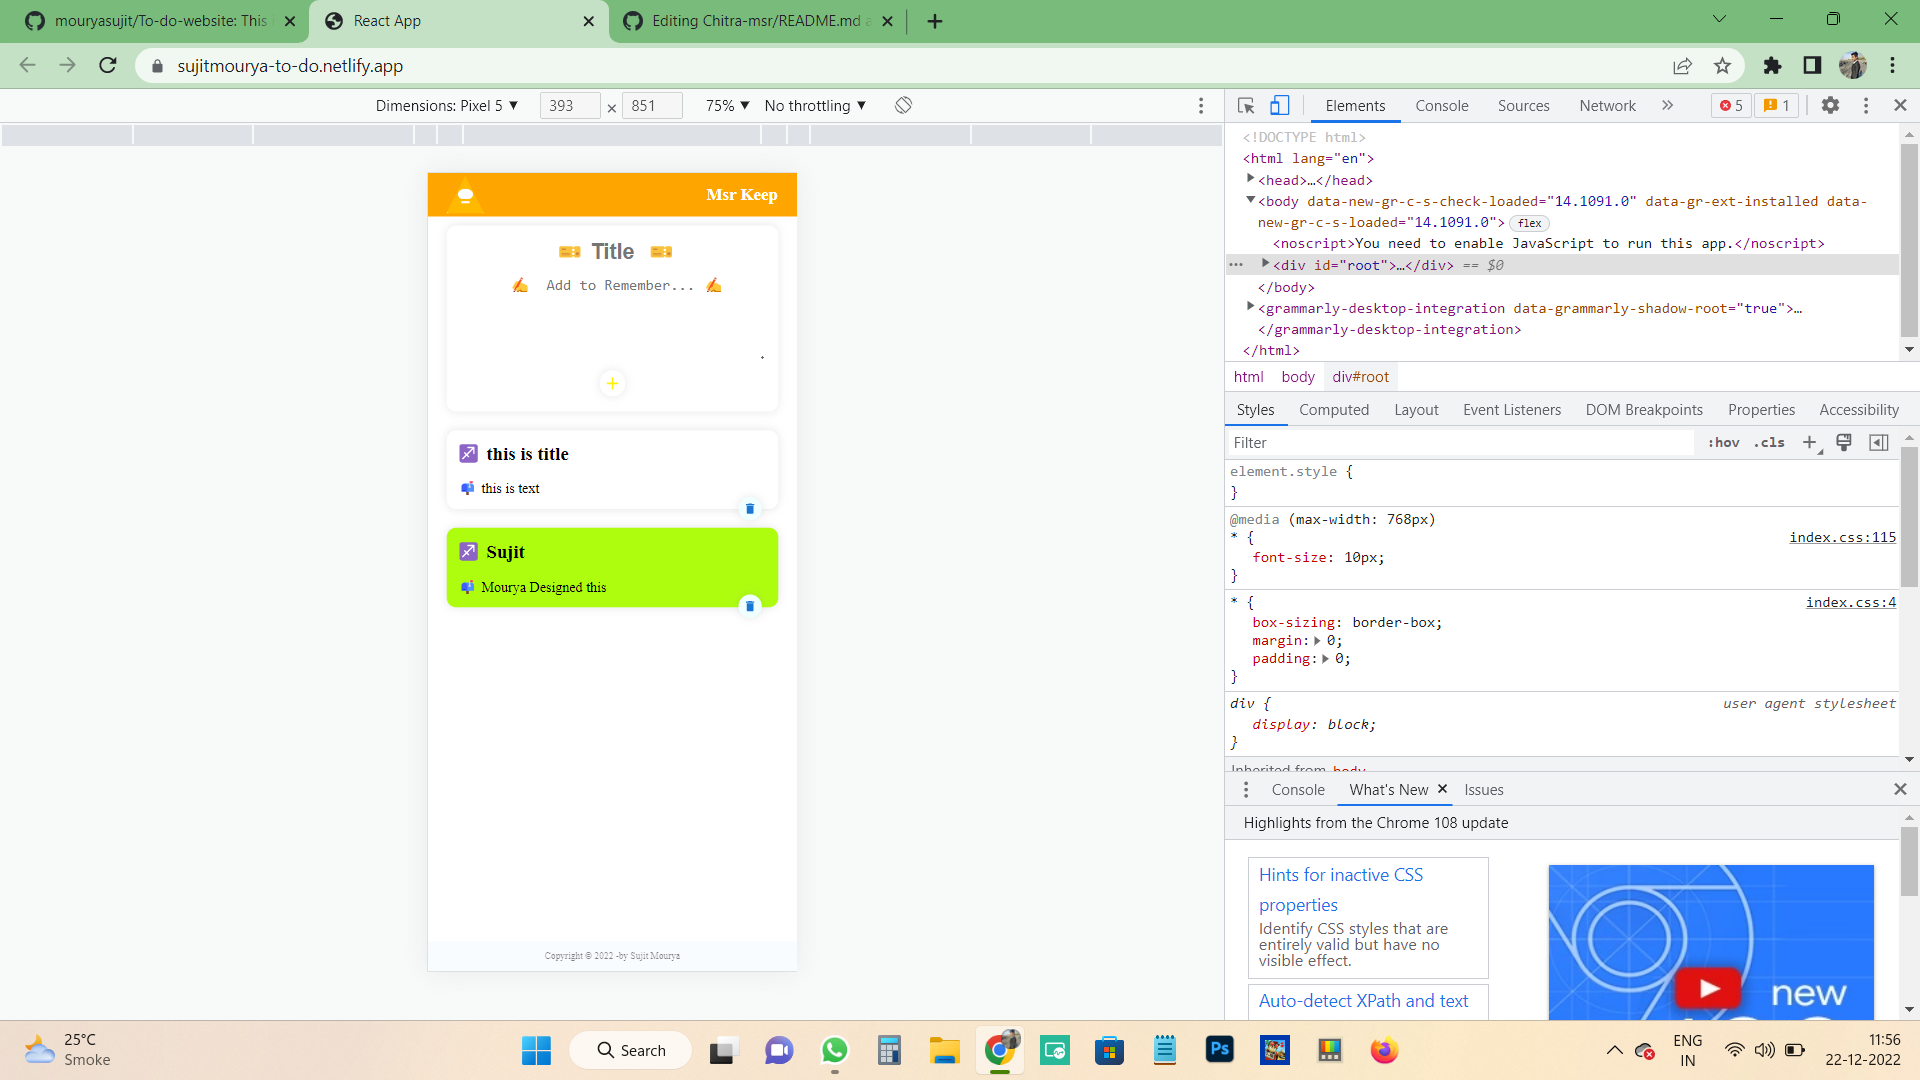 mouryasujit/To-do-website: This
React App
Editing Chitra-msr/README.md a
sujitmourya-to-do.netlify.app
Dimensions: Pixel 5 ▼ 393 × 851 75% ▼ No throttling ▼
Elements Console Sources Network » 5 1
Msr Keep
🎫 Title 🎫
✍ Add to Remember... ✍
+
♐ this is title
📫 this is text
♐ Sujit
📫 Mourya Designed this
Copyright © 2022 -by Sujit Mourya
<!DOCTYPE html>
<html lang="en">
<head>…</head>
<body data-new-gr-c-s-check-loaded="14.1091.0" data-gr-ext-installed data-
new-gr-c-s-loaded="14.1091.0"> flex
<noscript>You need to enable JavaScript to run this app.</noscript>
<div id="root">…</div> == $0
</body>
<grammarly-desktop-integration data-grammarly-shadow-root="true">…
</grammarly-desktop-integration>
</html>
html body div#root
Styles Computed Layout Event Listeners DOM Breakpoints Properties Accessibility
Filter :hov .cls
element.style {
}
@media (max-width: 768px)
* { index.css:115
font-size: 10px;
}
* { index.css:4
box-sizing: border-box;
margin: 0;
padding: 0;
}
div { user agent stylesheet
display: block;
}
Inherited from body
Console What's New Issues
Highlights from the Chrome 108 update
Hints for inactive CSS
properties
Identify CSS styles that are
entirely valid but have no
visible effect.
Auto-detect XPath and text
new
25°C
Smoke
Search
Ps
ENG
IN
11:56
22-12-2022